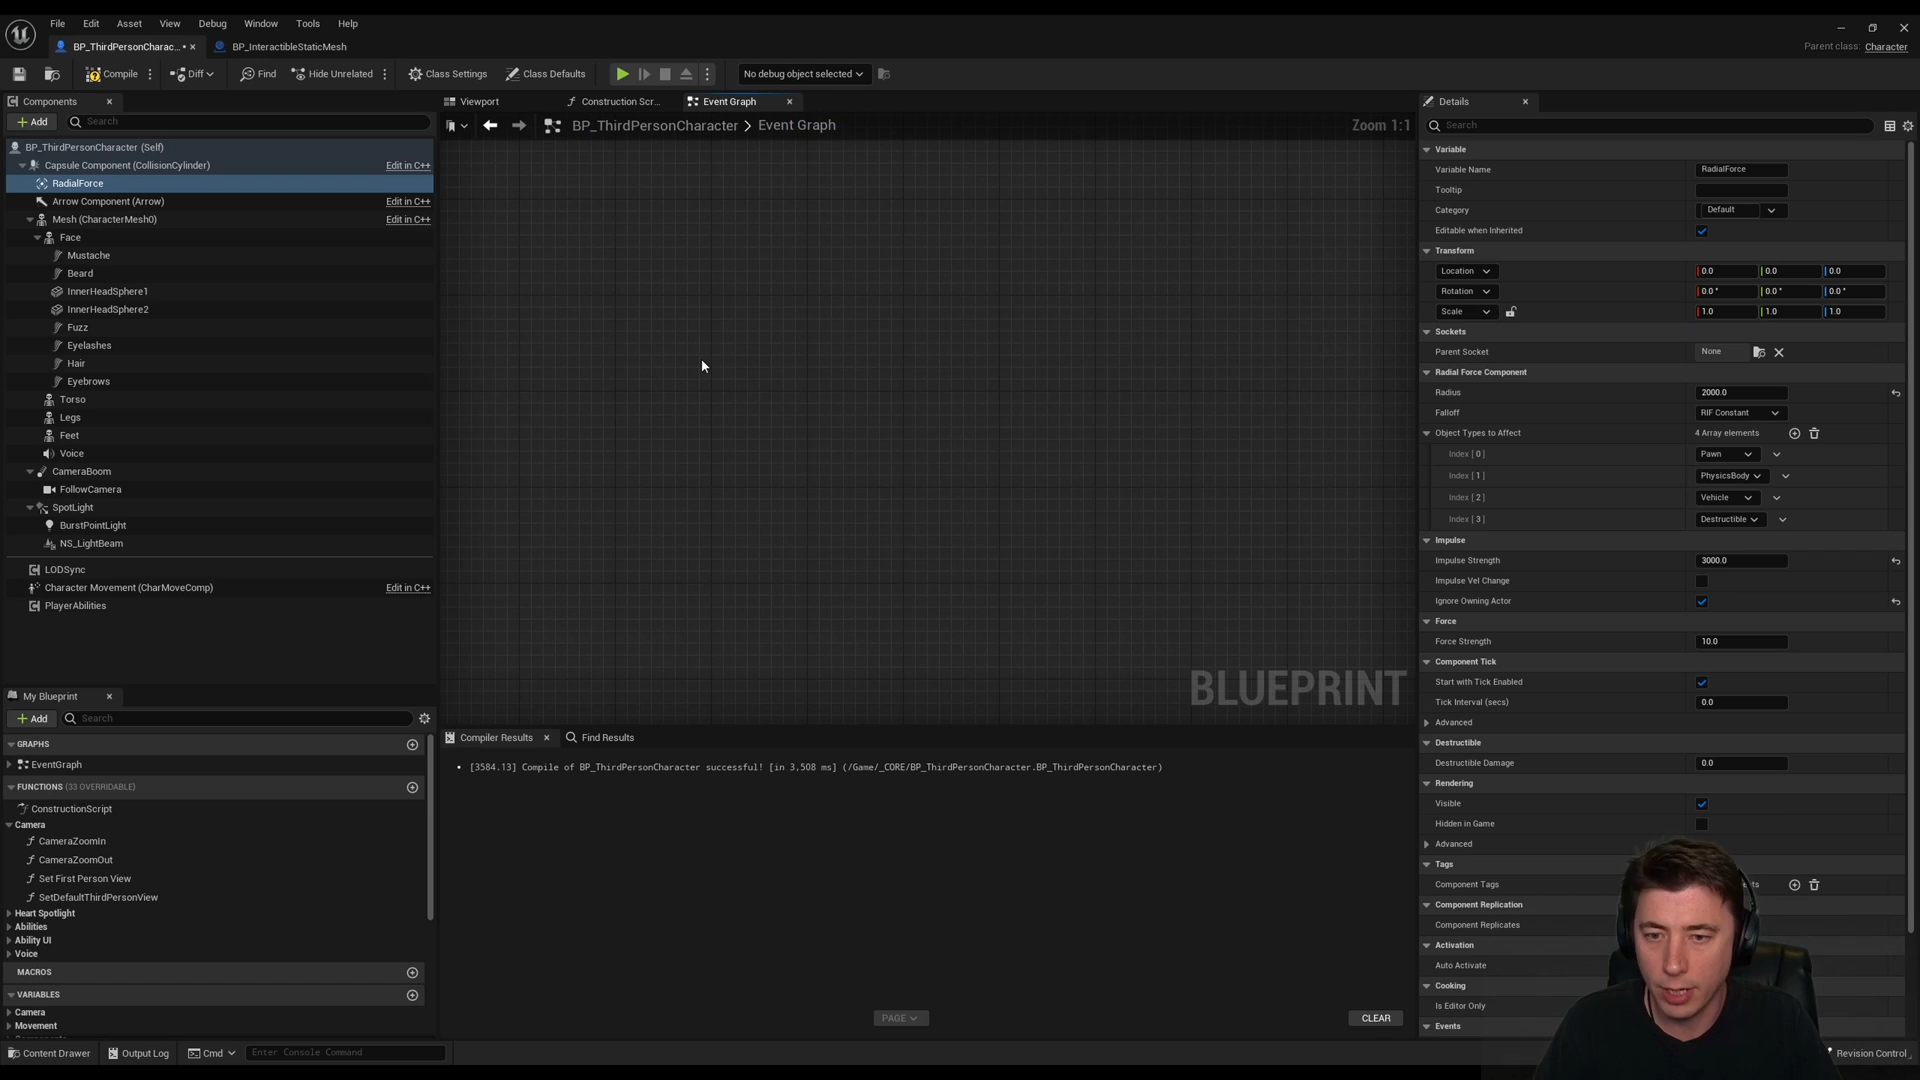 File Edit Asset View Debug Window Tools Help
BP_ThirdPersonCharac... •
BP_InteractibleStaticMesh
Parent class: Character
Compile Diff Find Hide Unrelated Class Settings Class Defaults No debug object selected
Components
Add Search
BP_ThirdPersonCharacter (Self)
Capsule Component (CollisionCylinder) Edit in C++
RadialForce
Arrow Component (Arrow) Edit in C++
Mesh (CharacterMesh0) Edit in C++
Face
Mustache
Beard
InnerHeadSphere1
InnerHeadSphere2
Fuzz
Eyelashes
Hair
Eyebrows
Torso
Legs
Feet
Voice
CameraBoom
FollowCamera
SpotLight
BurstPointLight
NS_LightBeam
LODSync
Character Movement (CharMoveComp) Edit in C++
PlayerAbilities
My Blueprint
Add Search
GRAPHS
EventGraph
FUNCTIONS (33 OVERRIDABLE)
ConstructionScript
Camera
CameraZoomIn
CameraZoomOut
Set First Person View
SetDefaultThirdPersonView
Heart Spotlight
Abilities
Ability UI
Voice
MACROS
VARIABLES
Camera
Movement
Viewport Construction Scr... Event Graph
BP_ThirdPersonCharacter > Event Graph Zoom 1:1
BLUEPRINT
Compiler Results Find Results
• [3584.13] Compile of BP_ThirdPersonCharacter successful! [in 3,508 ms] (/Game/_CORE/BP_ThirdPersonCharacter.BP_ThirdPersonCharacter)
PAGE CLEAR
Details
Search
Variable
Variable Name RadialForce
Tooltip
Category Default
Editable when Inherited
Transform
Location 0.0 0.0 0.0
Rotation 0.0 ° 0.0 ° 0.0 °
Scale 1.0 1.0 1.0
Sockets
Parent Socket None
Radial Force Component
Radius 2000.0
Falloff RIF Constant
Object Types to Affect 4 Array elements
Index [ 0 ] Pawn
Index [ 1 ] PhysicsBody
Index [ 2 ] Vehicle
Index [ 3 ] Destructible
Impulse
Impulse Strength 3000.0
Impulse Vel Change
Ignore Owning Actor
Force
Force Strength 10.0
Component Tick
Start with Tick Enabled
Tick Interval (secs) 0.0
Advanced
Destructible
Destructible Damage 0.0
Rendering
Visible
Hidden in Game
Advanced
Tags
Component Tags
Component Replication
Component Replicates
Activation
Auto Activate
Cooking
Is Editor Only
Events
Content Drawer Output Log Cmd Enter Console Command Revision Control